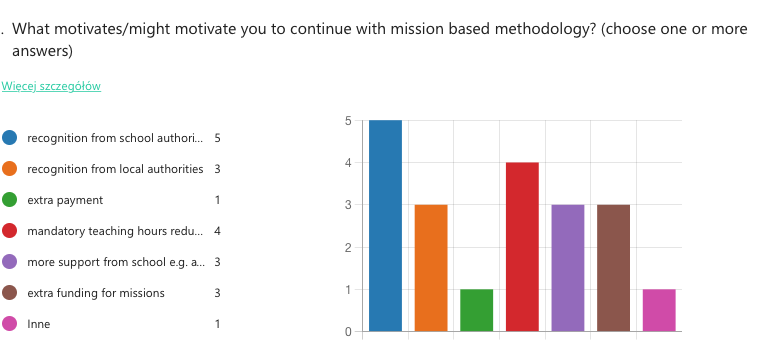 . What motivates/might motivate you to continue with mission based methodology? (choose one or more
answers)
Więcej szczegółów
recognition from school authori... 5
recognition from local authorities 3
extra payment 1
mandatory teaching hours redu... 4
more support from school e.g. a... 3
extra funding for missions 3
Inne 1
5
4
3
2
1
0